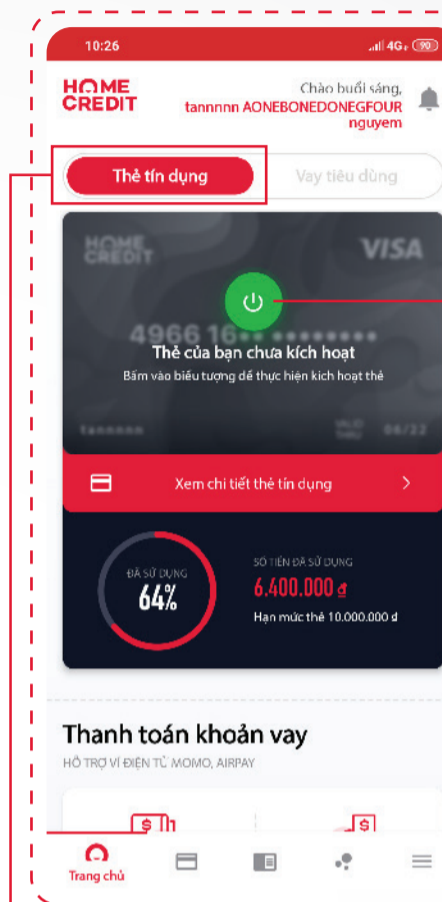 10:26
4G+ 90
HOME
CREDIT
Chào buổi sáng,
tannnnn AONEBONEDONEGFOUR
nguyem
Thẻ tín dụng
Vay tiêu dùng
HOME
CREDIT
VISA
4966 16•• •••• ••••
Thẻ của bạn chưa kích hoạt
Bấm vào biểu tượng để thực hiện kích hoạt thẻ
tannnnn
VALID
THRU
06/22
Xem chi tiết thẻ tín dụng
ĐÃ SỬ DỤNG
64%
SỐ TIỀN ĐÃ SỬ DỤNG
6.400.000 đ
Hạn mức thẻ 10.000.000 đ
Thanh toán khoản vay
HỖ TRỢ VÍ ĐIỆN TỬ MOMO, AIRPAY
$
$
Trang chủ